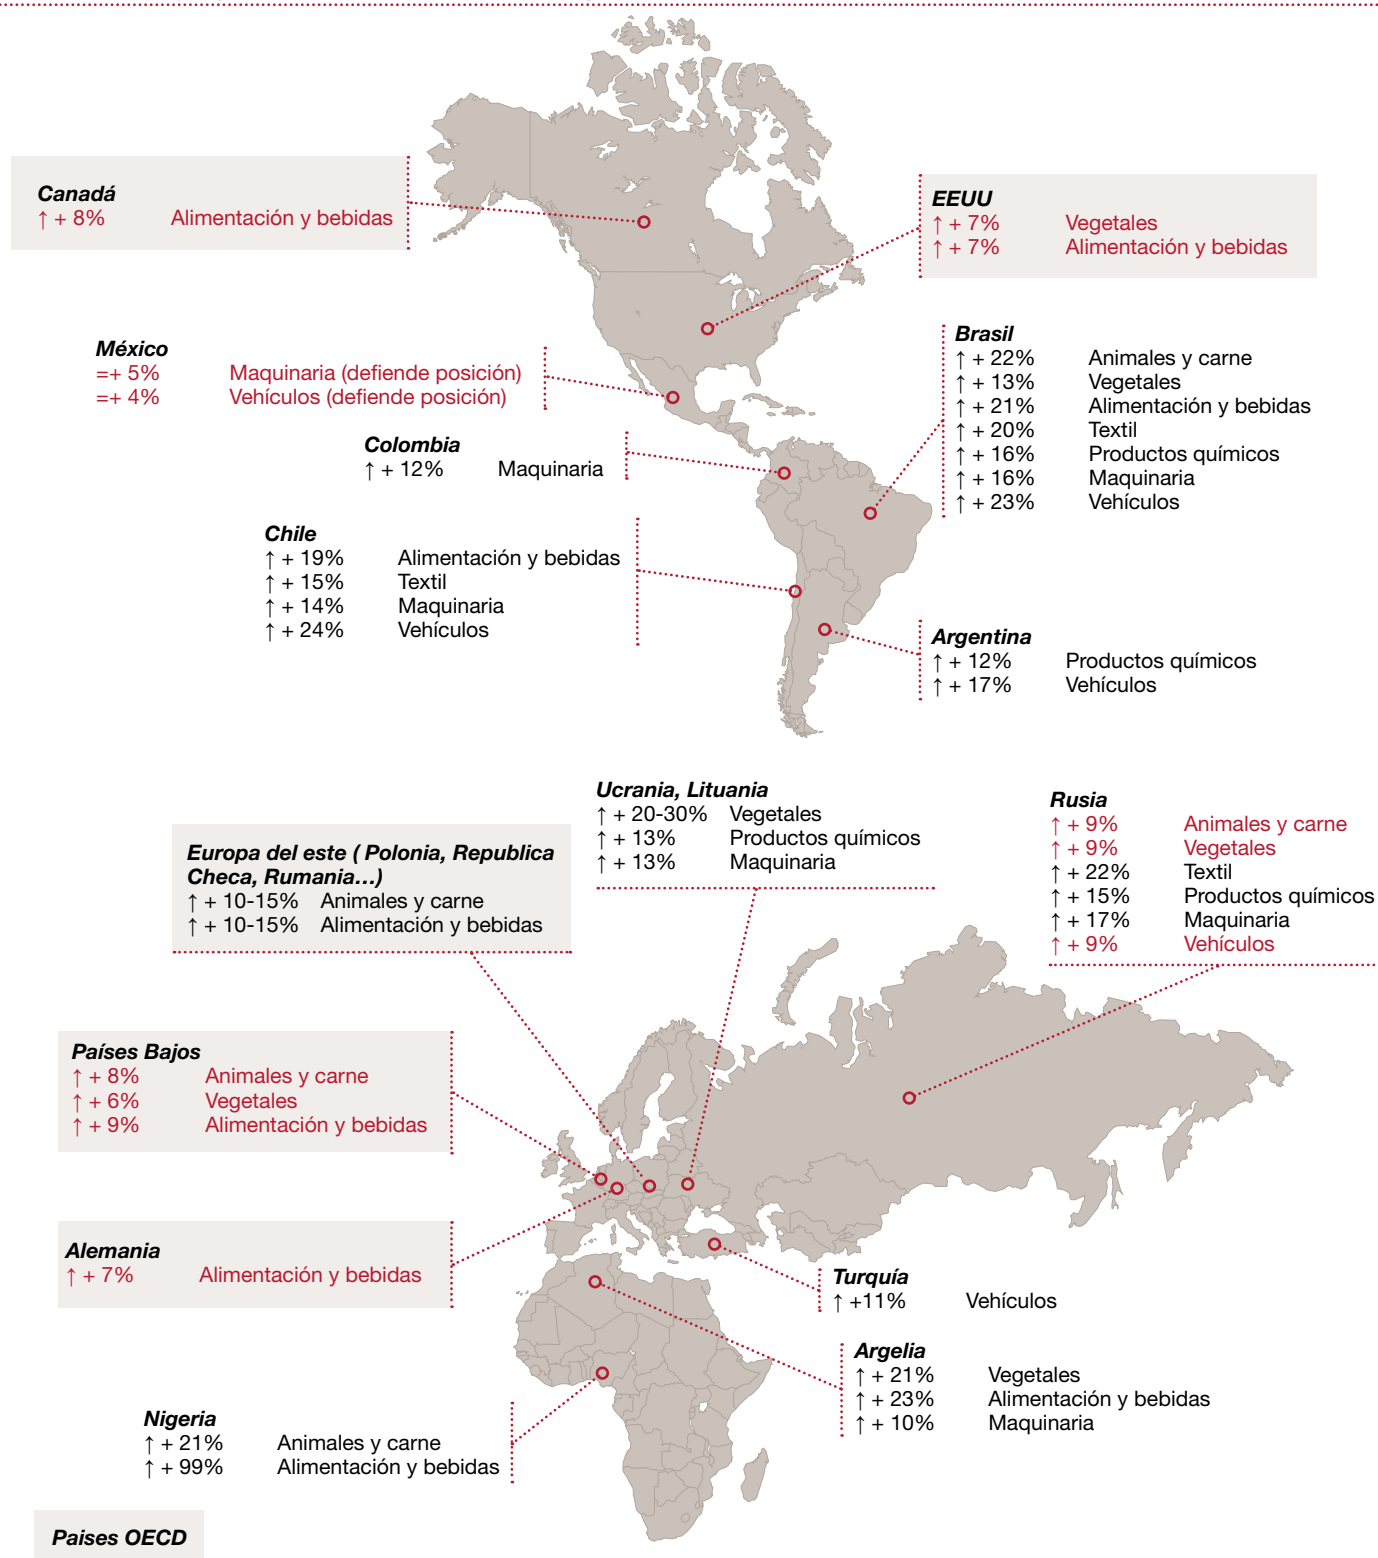 Canadá
↑ + 8% Alimentación y bebidas
EEUU
↑ + 7% Vegetales
↑ + 7% Alimentación y bebidas
México
=+ 5% Maquinaria (defiende posición)
=+ 4% Vehículos (defiende posición)
Brasil
↑ + 22% Animales y carne
↑ + 13% Vegetales
↑ + 21% Alimentación y bebidas
↑ + 20% Textil
↑ + 16% Productos químicos
↑ + 16% Maquinaria
↑ + 23% Vehículos
Colombia
↑ + 12% Maquinaria
Chile
↑ + 19% Alimentación y bebidas
↑ + 15% Textil
↑ + 14% Maquinaria
↑ + 24% Vehículos
Argentina
↑ + 12% Productos químicos
↑ + 17% Vehículos
Ucrania, Lituania
↑ + 20-30% Vegetales
↑ + 13% Productos químicos
↑ + 13% Maquinaria
Rusia
↑ + 9% Animales y carne
↑ + 9% Vegetales
↑ + 22% Textil
↑ + 15% Productos químicos
↑ + 17% Maquinaria
↑ + 9% Vehículos
Europa del este ( Polonia, Republica
Checa, Rumania…)
↑ + 10-15% Animales y carne
↑ + 10-15% Alimentación y bebidas
Países Bajos
↑ + 8% Animales y carne
↑ + 6% Vegetales
↑ + 9% Alimentación y bebidas
Alemania
↑ + 7% Alimentación y bebidas
Turquía
↑ +11% Vehículos
Argelia
↑ + 21% Vegetales
↑ + 23% Alimentación y bebidas
↑ + 10% Maquinaria
Nigeria
↑ + 21% Animales y carne
↑ + 99% Alimentación y bebidas
Paises OECD